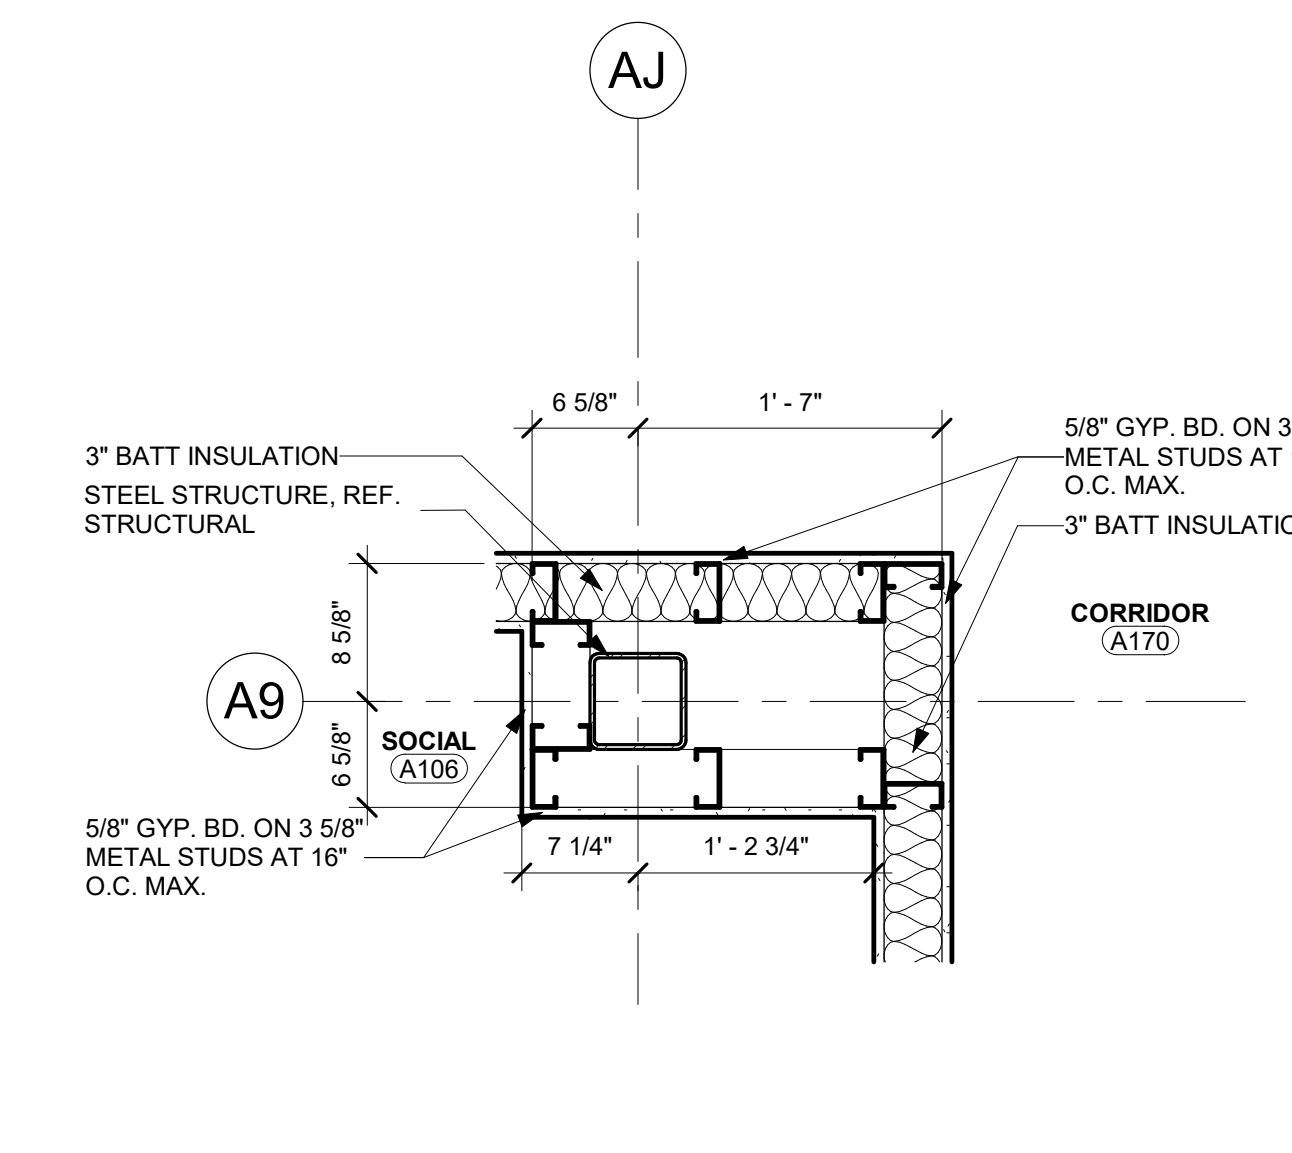 AJ
6 5/8"
1' - 7"
3" BATT INSULATION
STEEL STRUCTURE, REF.
STRUCTURAL
5/8" GYP. BD. ON 3
METAL STUDS AT
O.C. MAX.
3" BATT
CORRIDOR
A170
8 5/8"
A9
6 5/8"
SOCIAL
A106
5/8" GYP. BD. ON 3 5/8"
METAL STUDS AT 16"
O.C. MAX.
7 1/4"
1' - 2 3/4"